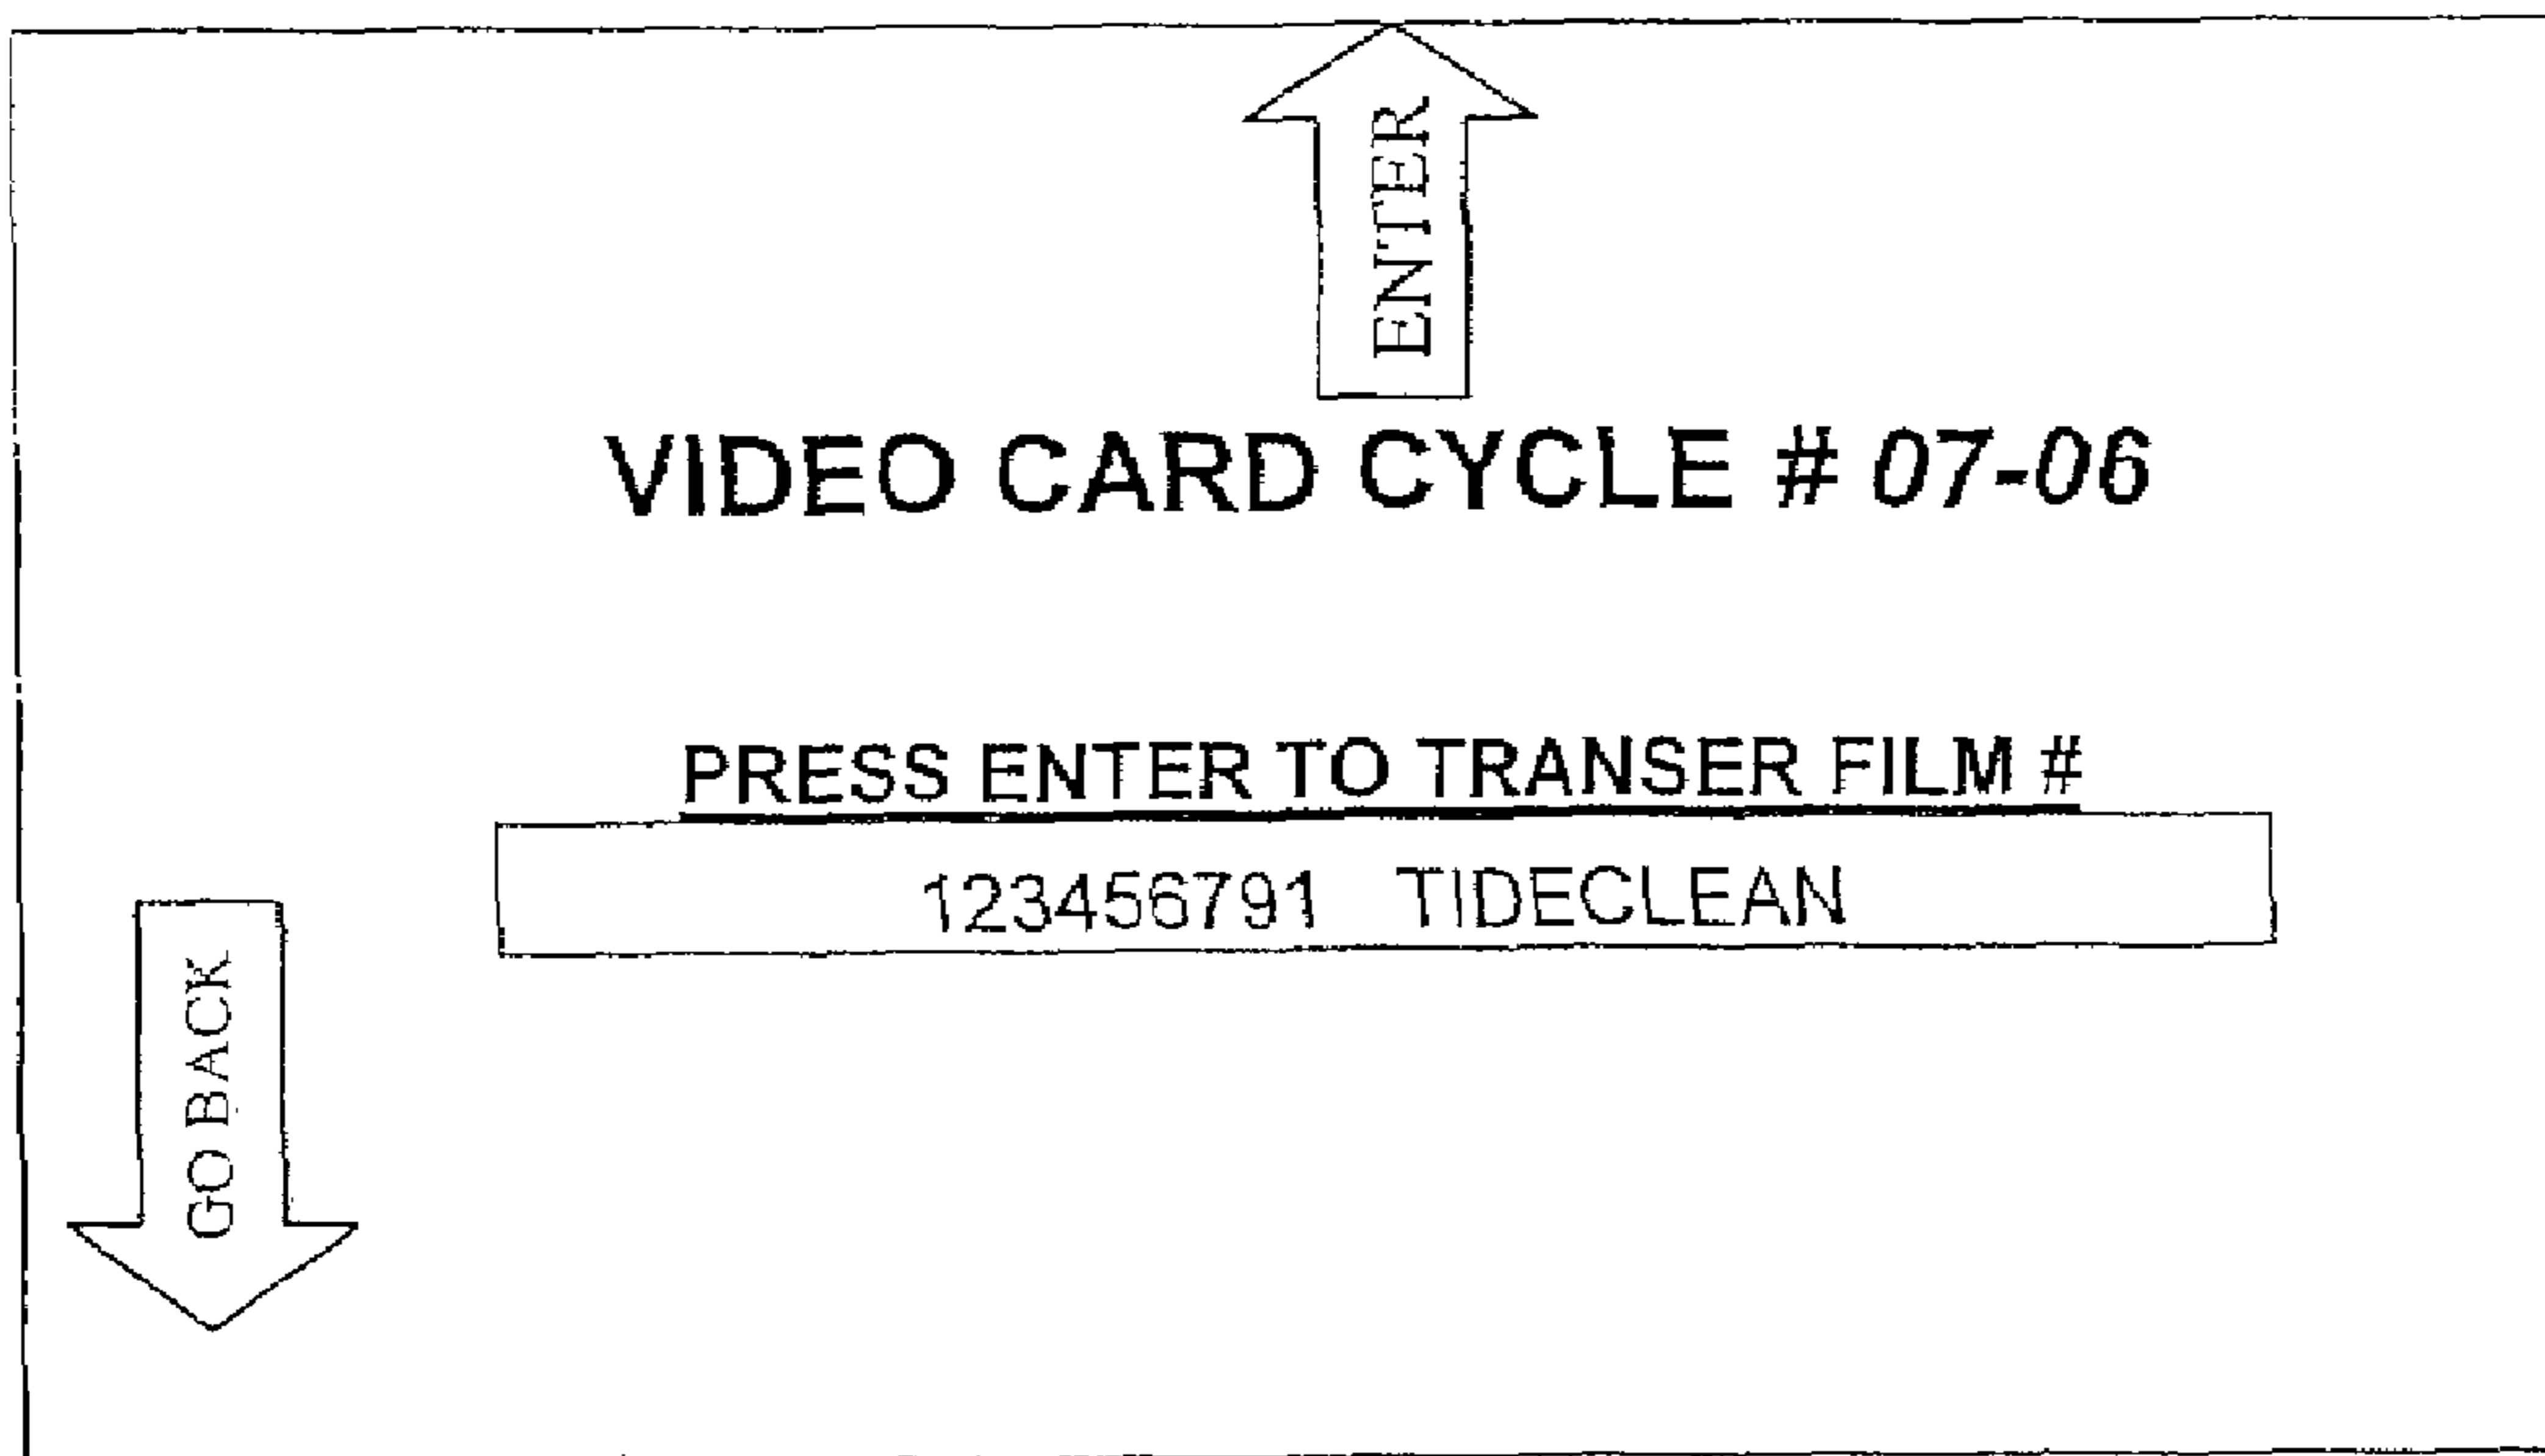 ENTER
VIDEO CARD CYCLE # 07-06
PRESS ENTER TO TRANSER FILM #
123456791 TIDECLEAN
GO BACK